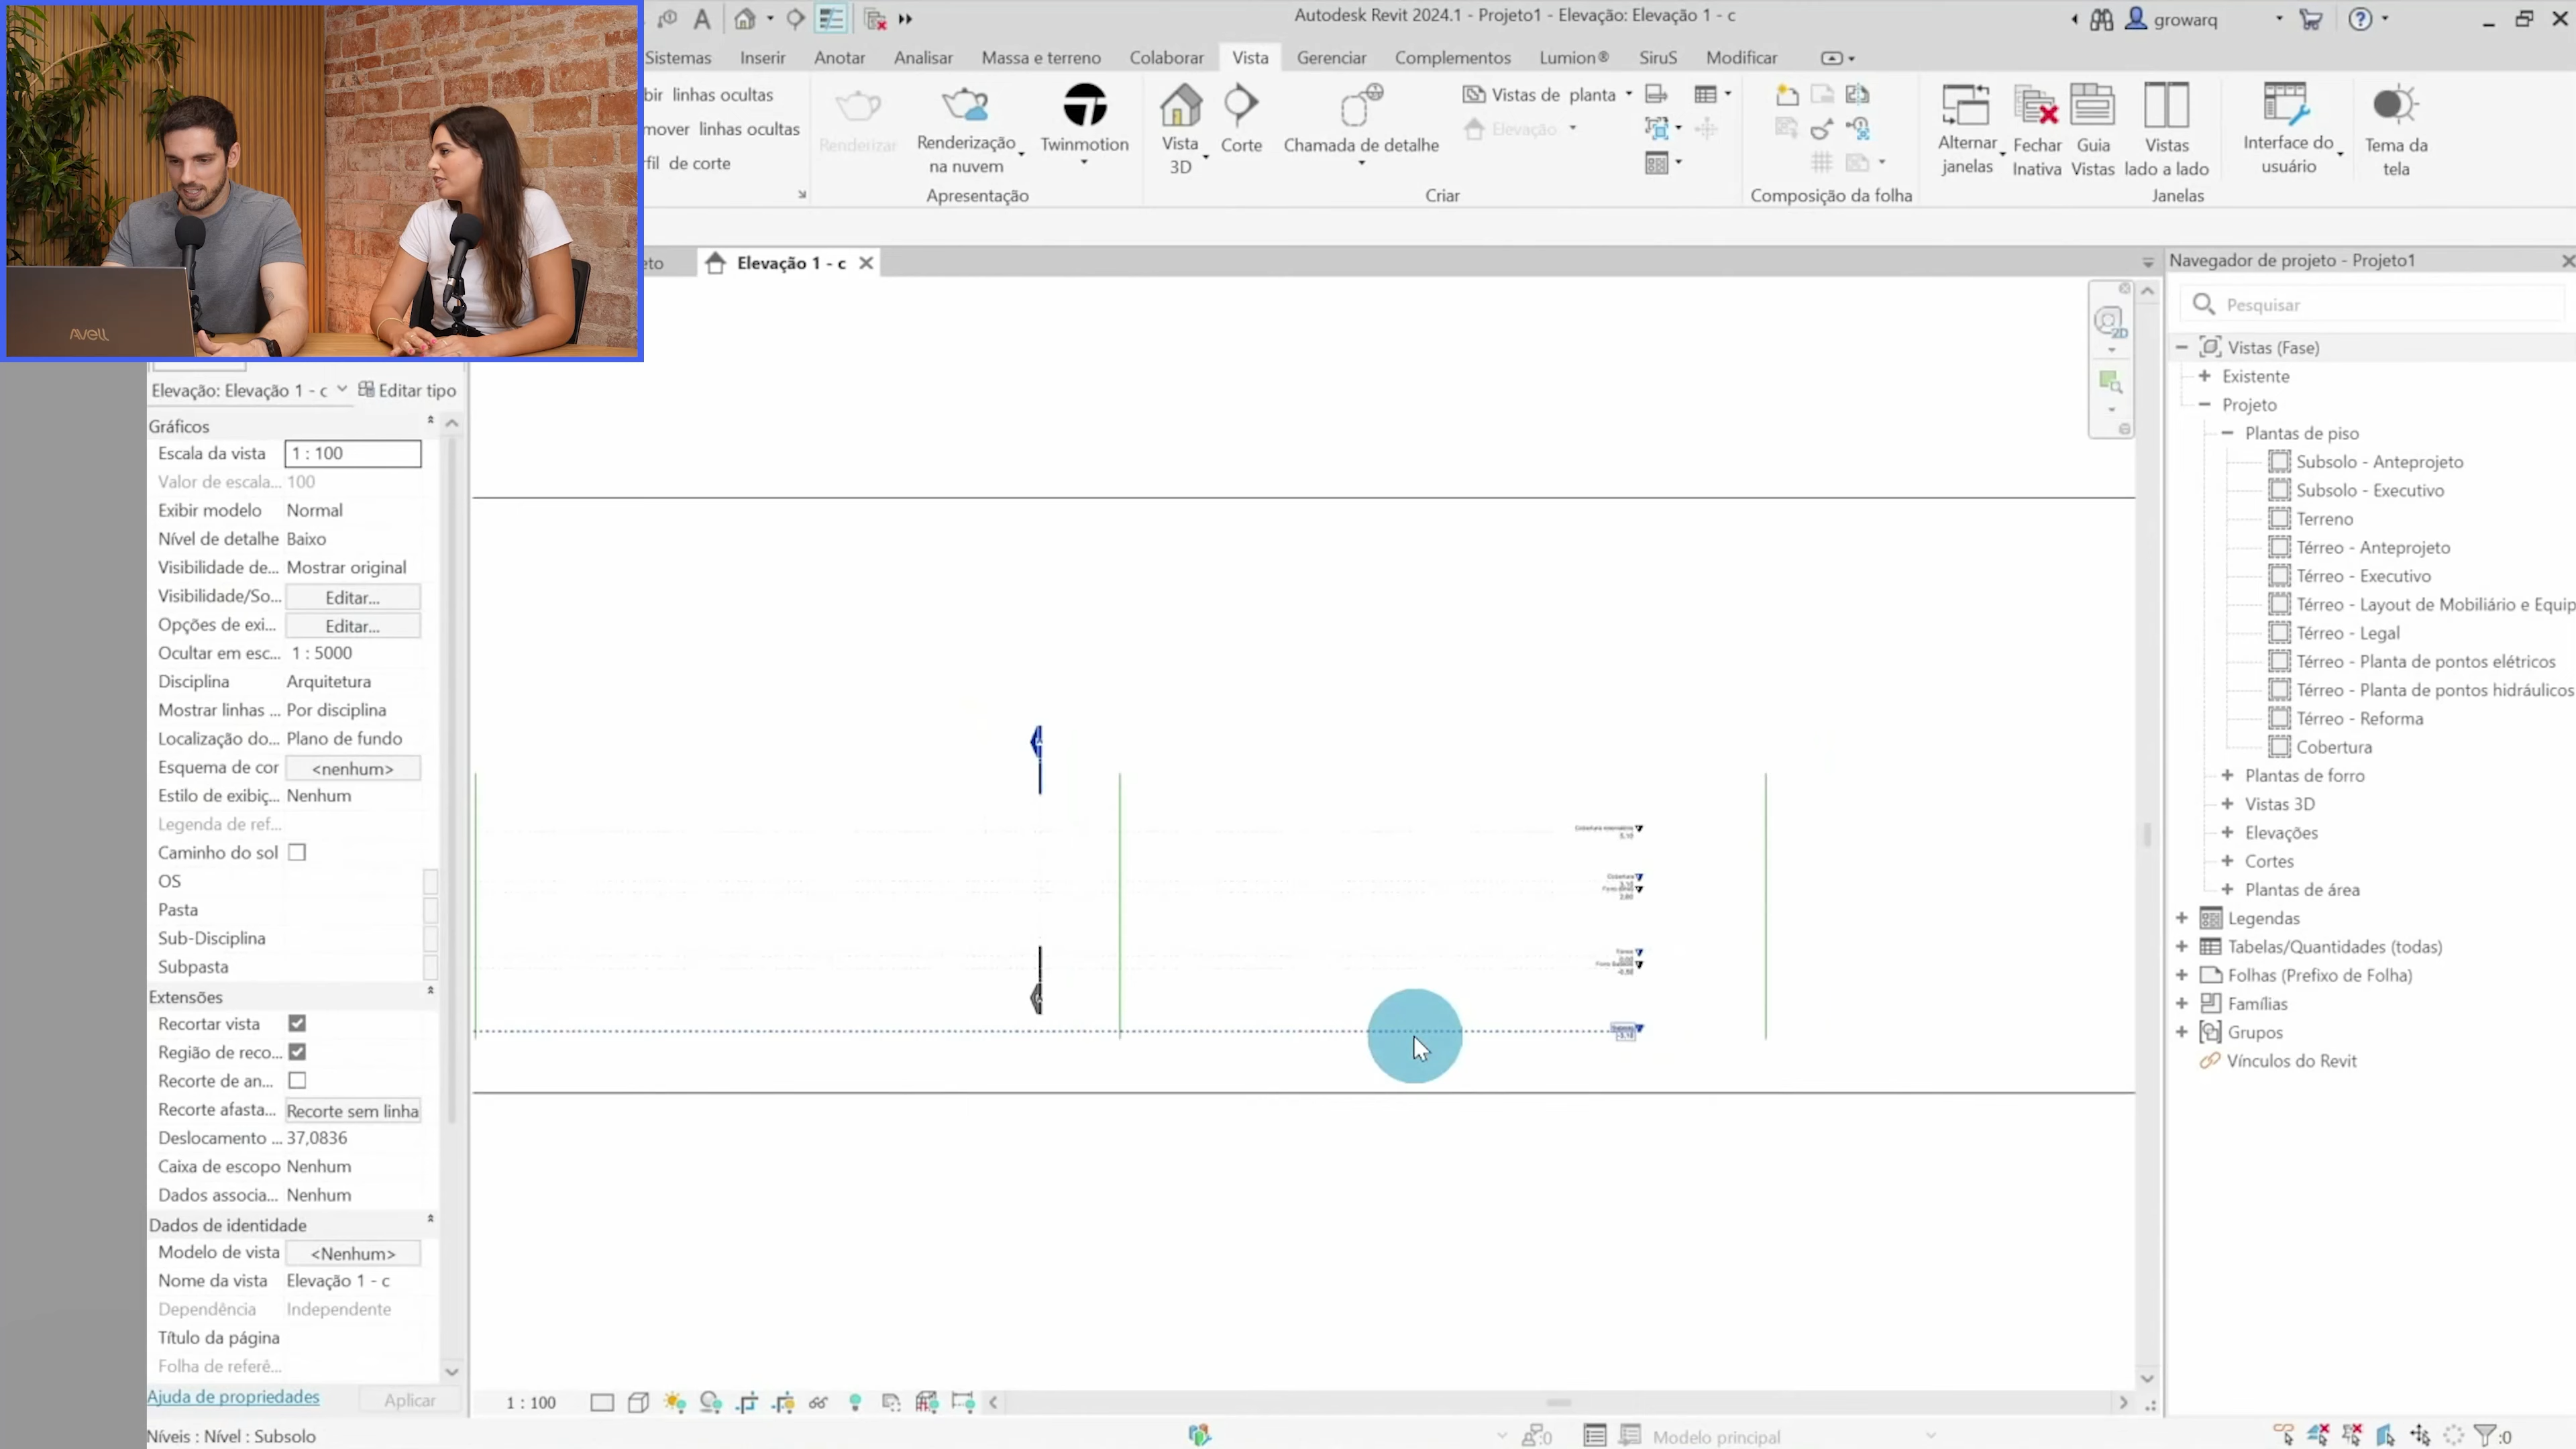 Autodesk Revit 2024.1 - Projeto1 - Elevação: Elevação 1 - c
growarq
Sistemas Inserir Anotar Analisar Massa e terreno Colaborar Vista Gerenciar Complementos Lumion® SiruS Modificar
bir linhas ocultas
mover linhas ocultas
fil de corte
Renderizar
Renderização
na nuvem
Twinmotion
Apresentação
Vista
3D
Corte
Chamada de detalhe
Vistas de planta
Elevação
Criar
Composição da folha
Alternar
janelas
Fechar
Inativa
Guia
Vistas
Vistas
lado a lado
Janelas
Interface do
usuário
Tema da
tela
eto
Elevação 1 - c
Avell
Elevação: Elevação 1 - c Editar tipo
Gráficos
Escala da vista 1 : 100
Valor de escala... 100
Exibir modelo Normal
Nível de detalhe Baixo
Visibilidade de... Mostrar original
Visibilidade/So... Editar...
Opções de exi... Editar...
Ocultar em esc... 1 : 5000
Disciplina Arquitetura
Mostrar linhas ... Por disciplina
Localização do... Plano de fundo
Esquema de cor <nenhum>
Estilo de exibiç... Nenhum
Legenda de ref...
Caminho do sol
OS
Pasta
Sub-Disciplina
Subpasta
Extensões
Recortar vista
Região de reco...
Recorte de an...
Recorte afasta... Recorte sem linha
Deslocamento ... 37,0836
Caixa de escopo Nenhum
Dados associa... Nenhum
Dados de identidade
Modelo de vista <Nenhum>
Nome da vista Elevação 1 - c
Dependência Independente
Título da página
Folha de referê...
Ajuda de propriedades Aplicar
2D
Cobertura
Navegador de projeto - Projeto1
Pesquisar
Vistas (Fase)
Existente
Projeto
Plantas de piso
Subsolo - Anteprojeto
Subsolo - Executivo
Terreno
Térreo - Anteprojeto
Térreo - Executivo
Térreo - Layout de Mobiliário e Equip
Térreo - Legal
Térreo - Planta de pontos elétricos
Térreo - Planta de pontos hidráulicos
Térreo - Reforma
Cobertura
Plantas de forro
Vistas 3D
Elevações
Cortes
Plantas de área
Legendas
Tabelas/Quantidades (todas)
Folhas (Prefixo de Folha)
Famílias
Grupos
Vínculos do Revit
1 : 100
Níveis : Nível : Subsolo
:0
Modelo principal
:0